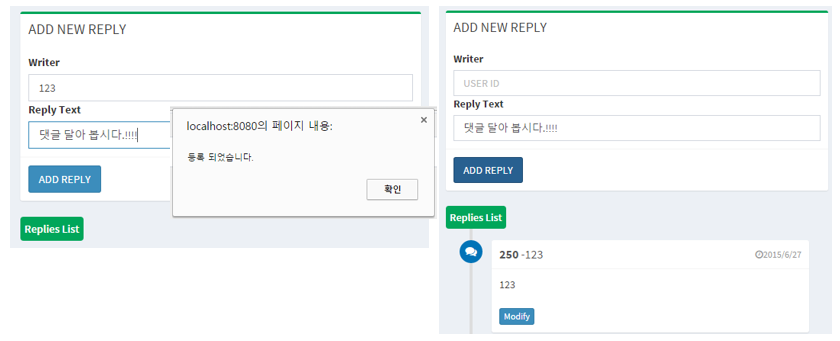 ADD NEW REPLY
Writer
123
Reply Text
댓글 달아 봅시다.!!!!
ADD REPLY
Replies List
localhost:8080의 페이지 내용:
×
등록 되었습니다.
확인
ADD NEW REPLY
Writer
USER ID
Reply Text
댓글 달아 봅시다.!!!!
ADD REPLY
Replies List
250 -123
2015/6/27
123
Modify